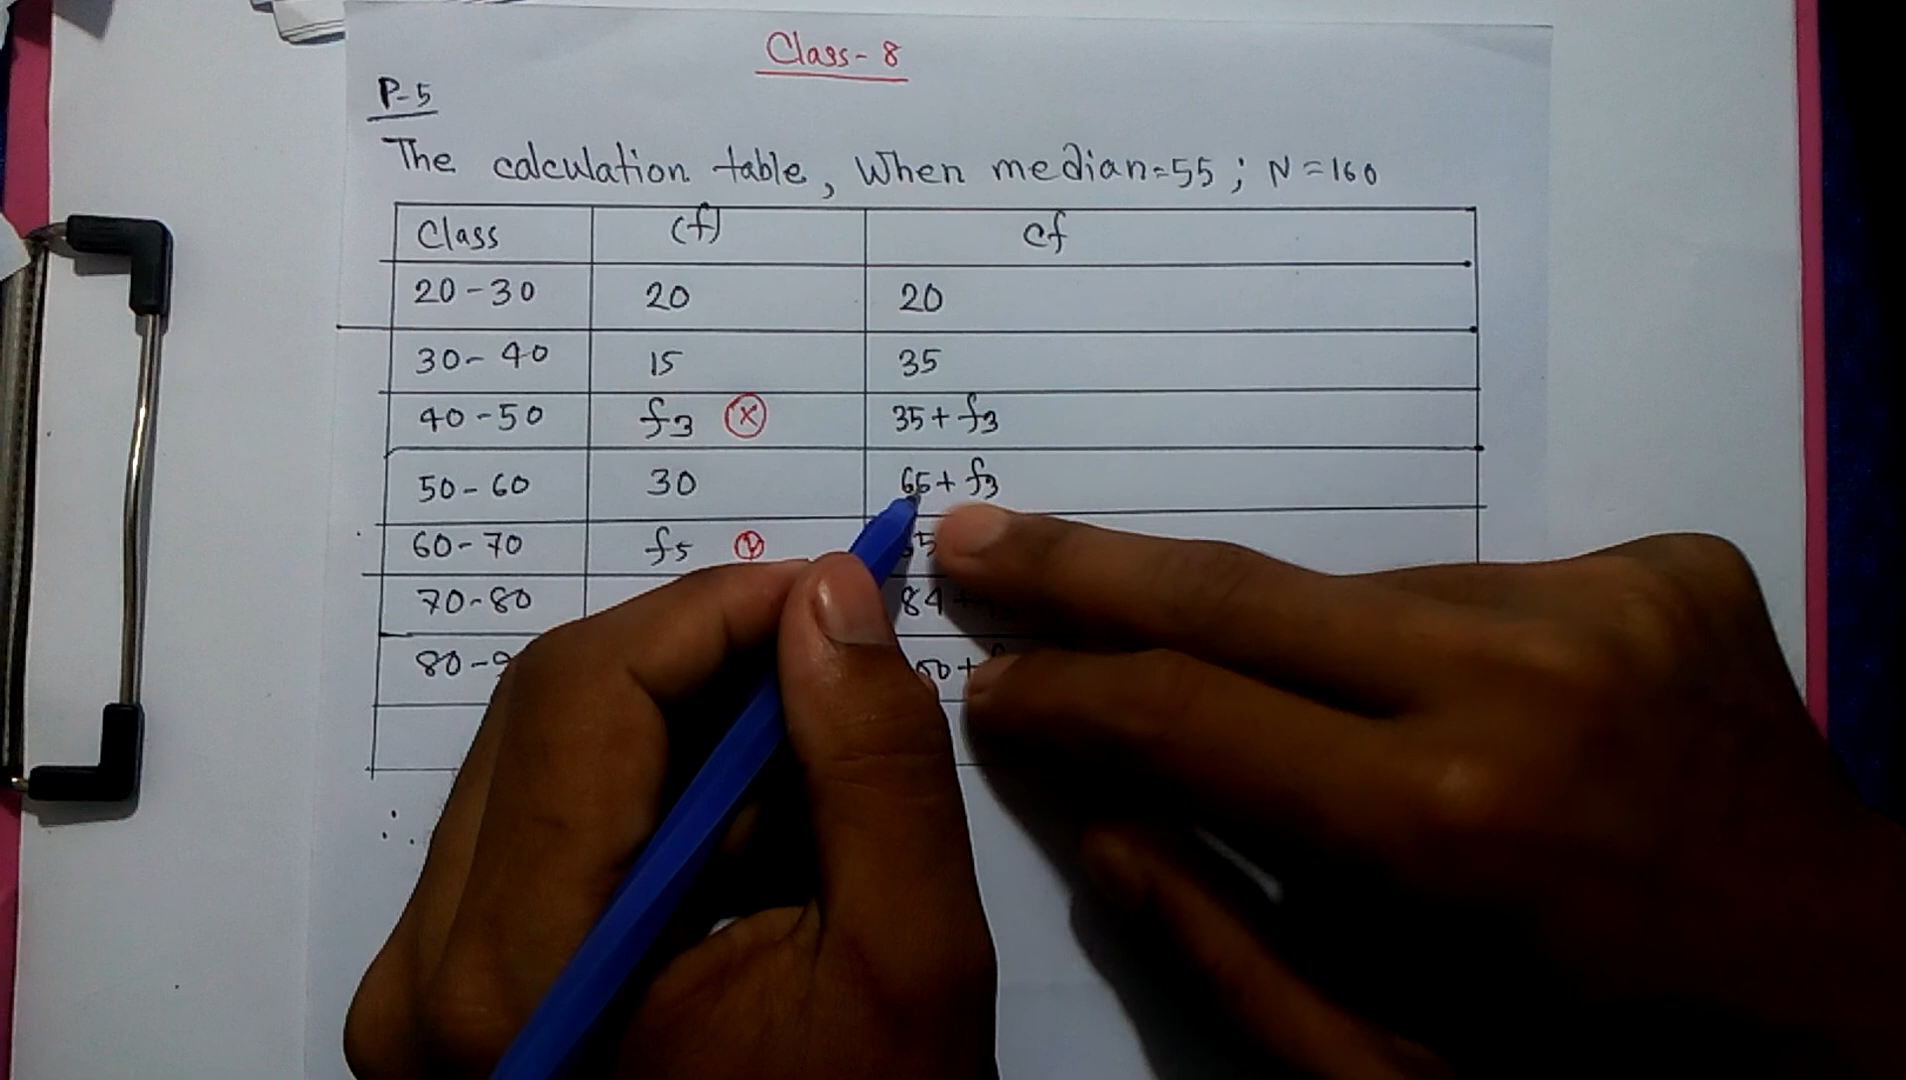 Class-8
P-5
The calculation table, When median=55; N=160
Class (f) cf
20-30 20 20
30-40 15 35
40-50 f3 (x) 35+f3
50-60 30 65+f3
60-70 f5
70-80 84+
80-
∴